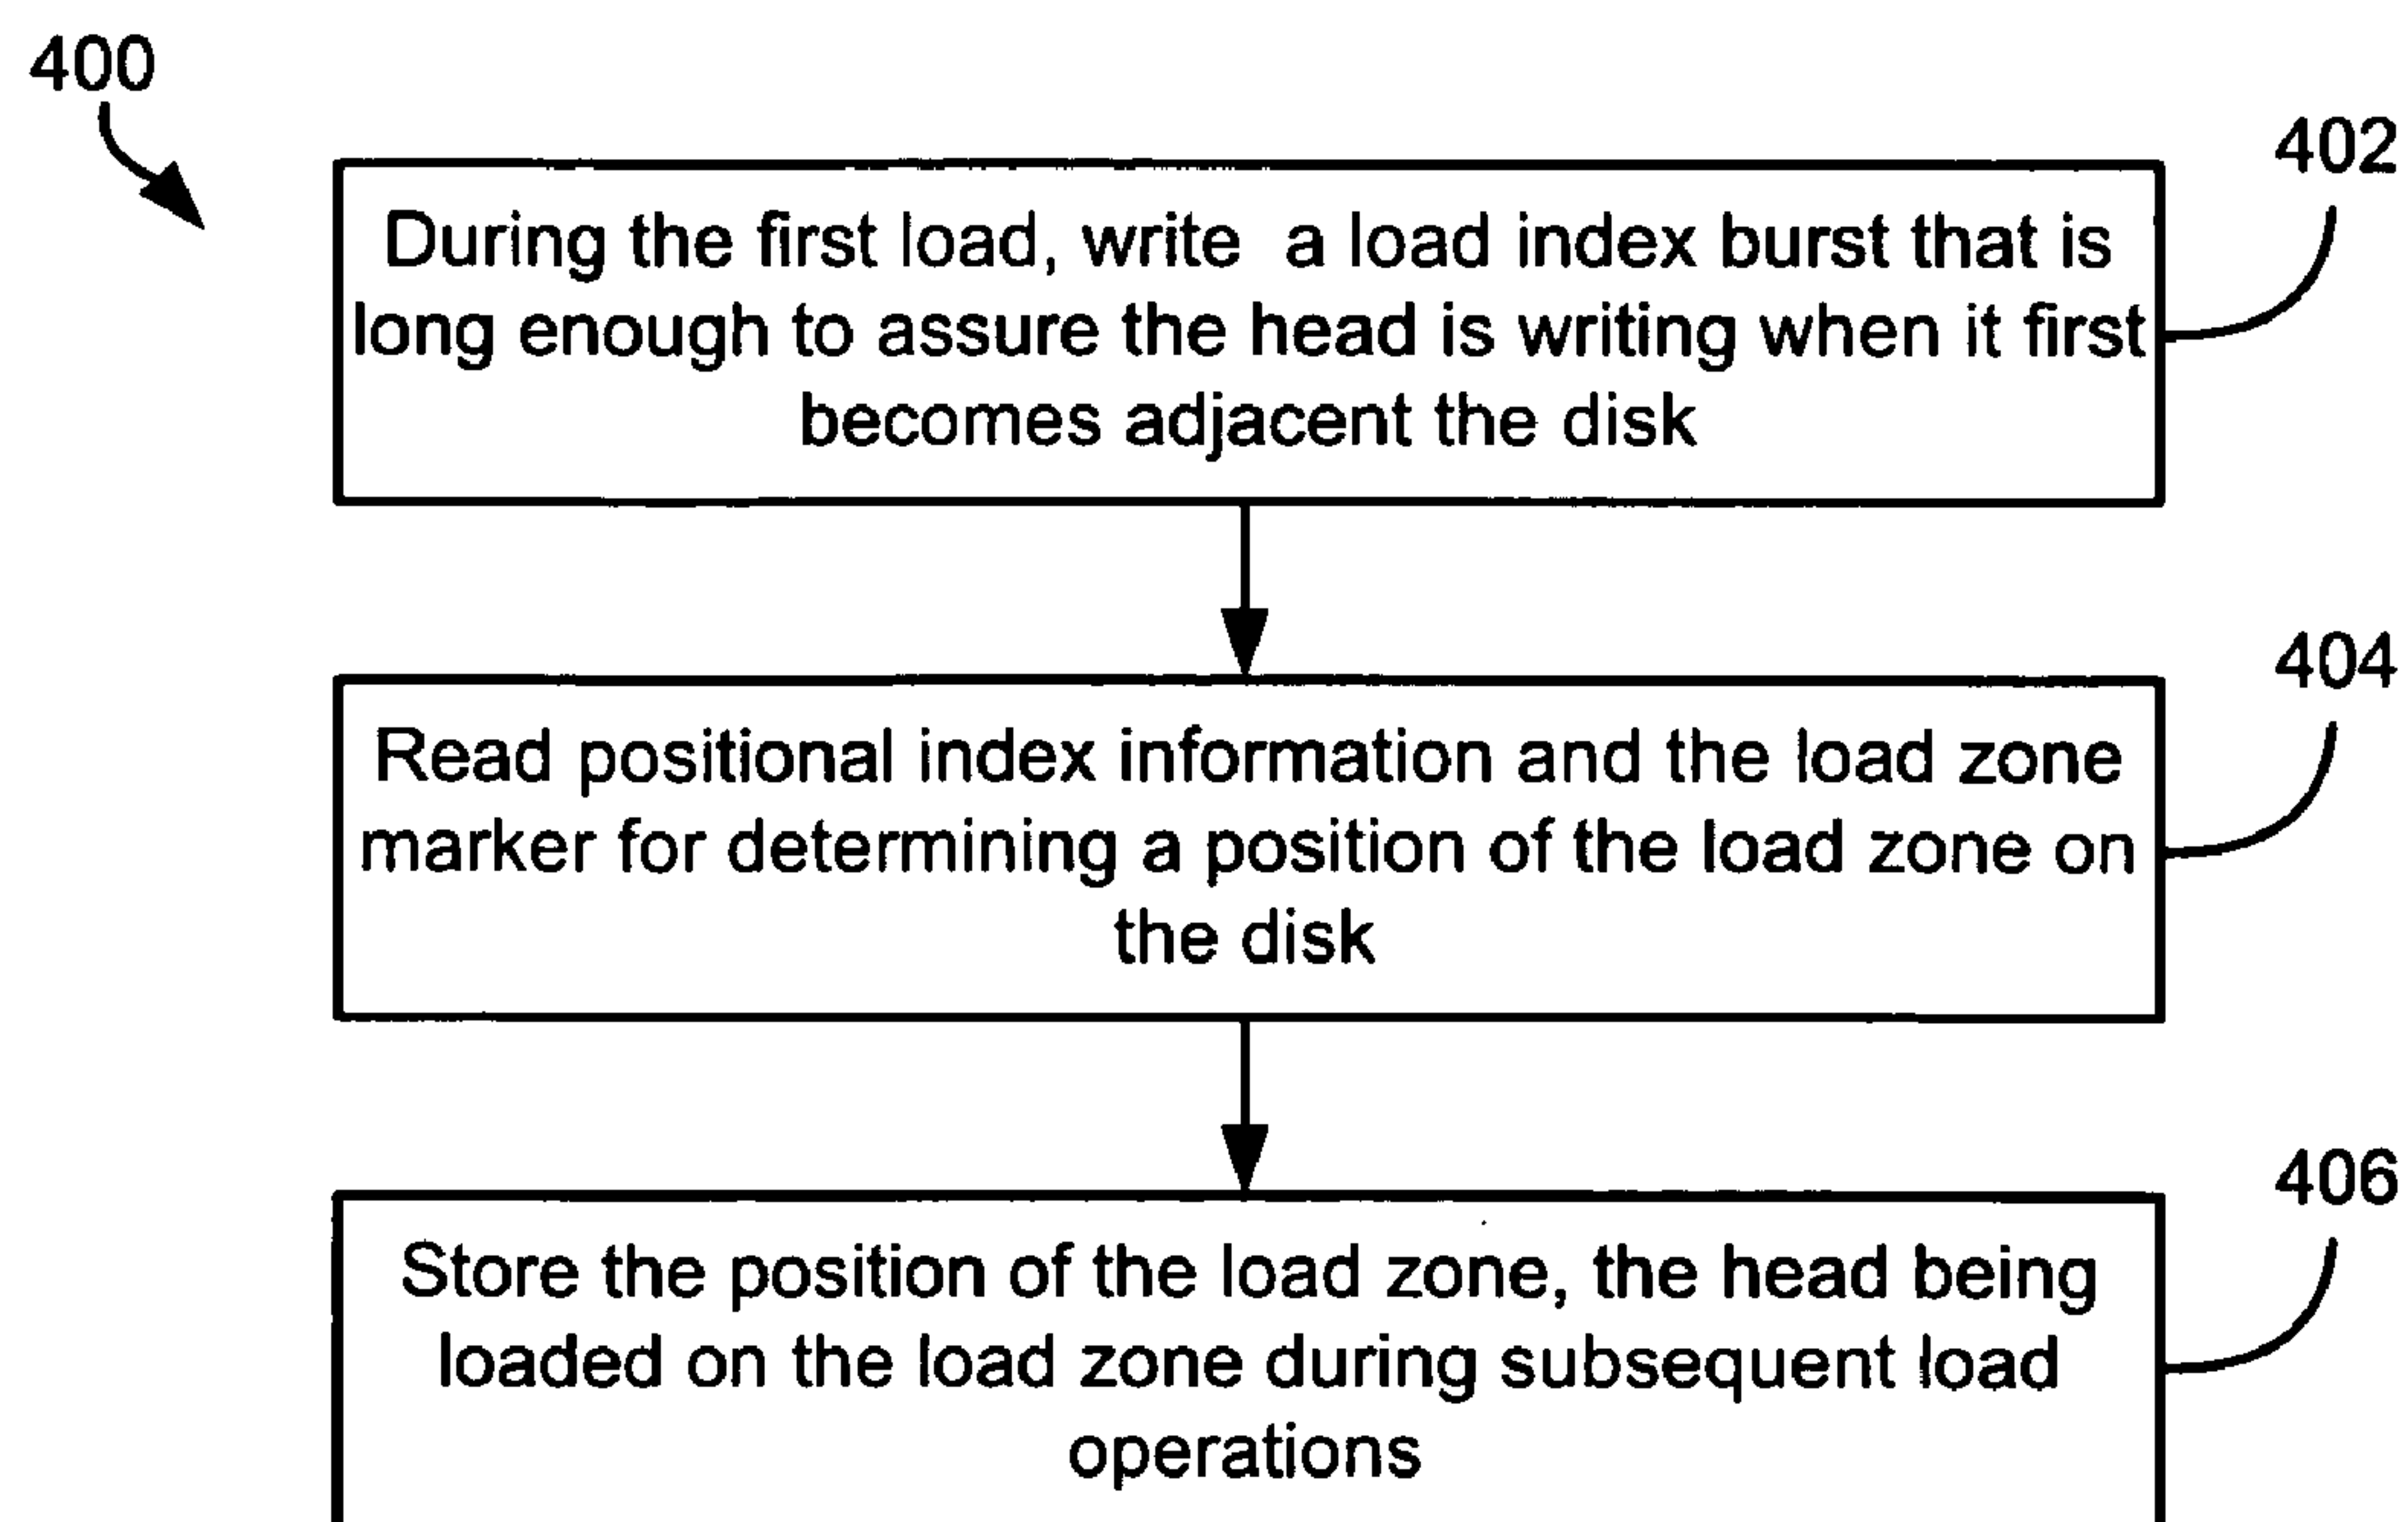 400
402
During the first load, write a load index burst that is
long enough to assure the head is writing when it first
becomes adjacent the disk
404
Read positional index information and the load zone
marker for determining a position of the load zone on
the disk
406
Store the position of the load zone, the head being
loaded on the load zone during subsequent load
operations